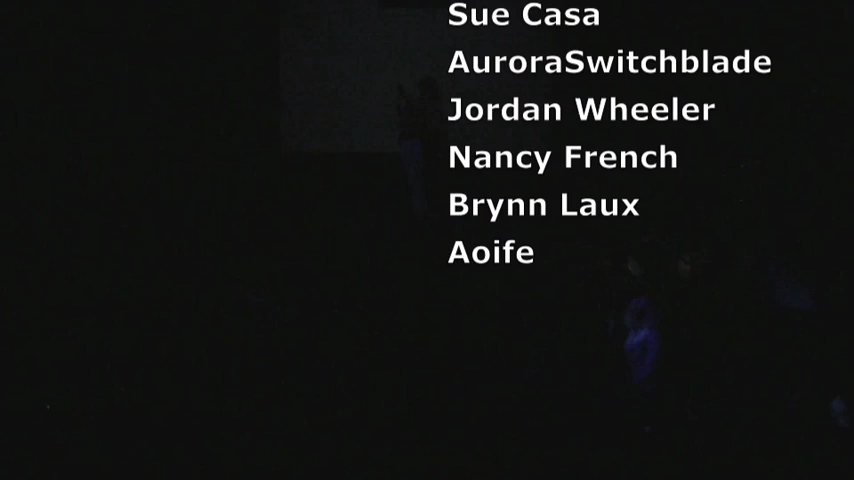 Sue Casa
AuroraSwitchblade
Jordan Wheeler
Nancy French
Brynn Laux
Aoife